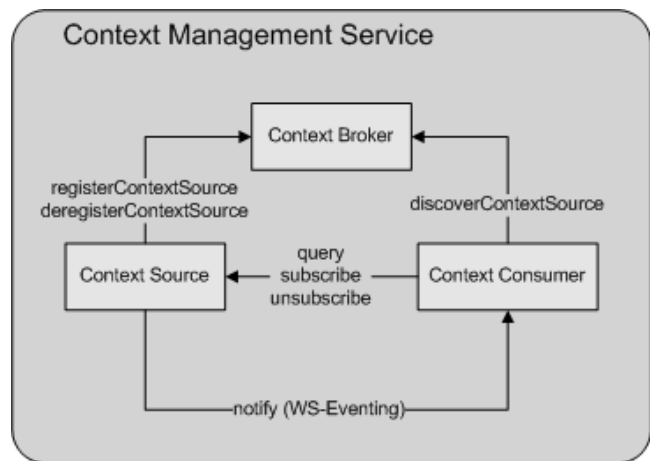 Context Management Service
Context Broker
registerContextSource
deregisterContextSource
discoverContextSource
Context Source
query
subscribe
unsubscribe
Context Consumer
notify (WS-Eventing)